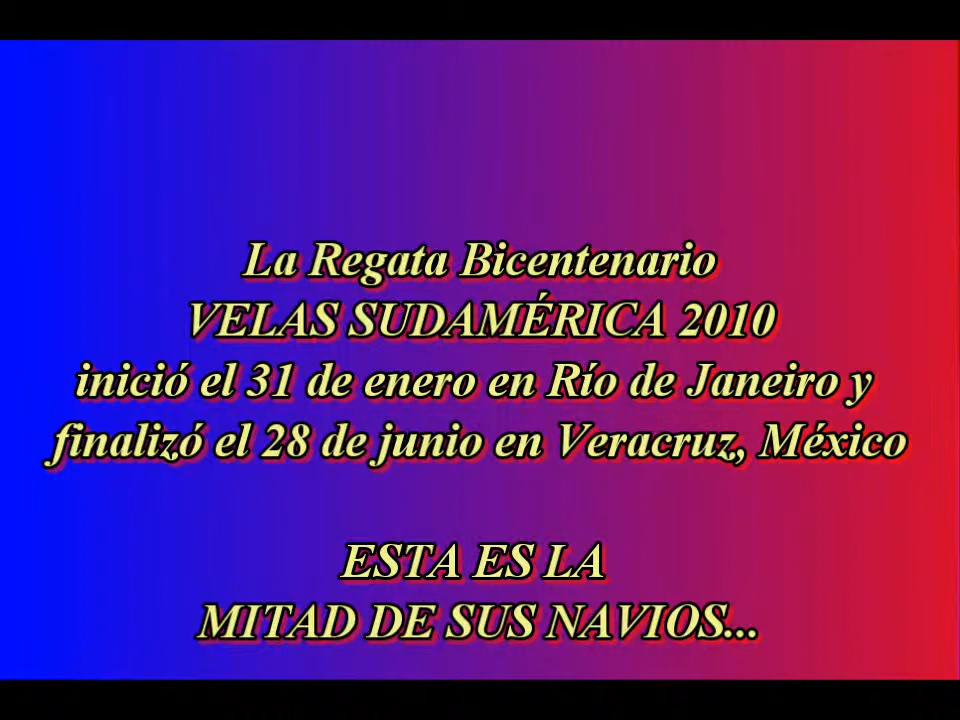 La Regata Bicentenario
VELAS SUDAMÉRICA 2010
inició el 31 de enero en Río de Janeiro y
finalizó el 28 de junio en Veracruz, México
ESTA ES LA
MITAD DE SUS NAVIOS...